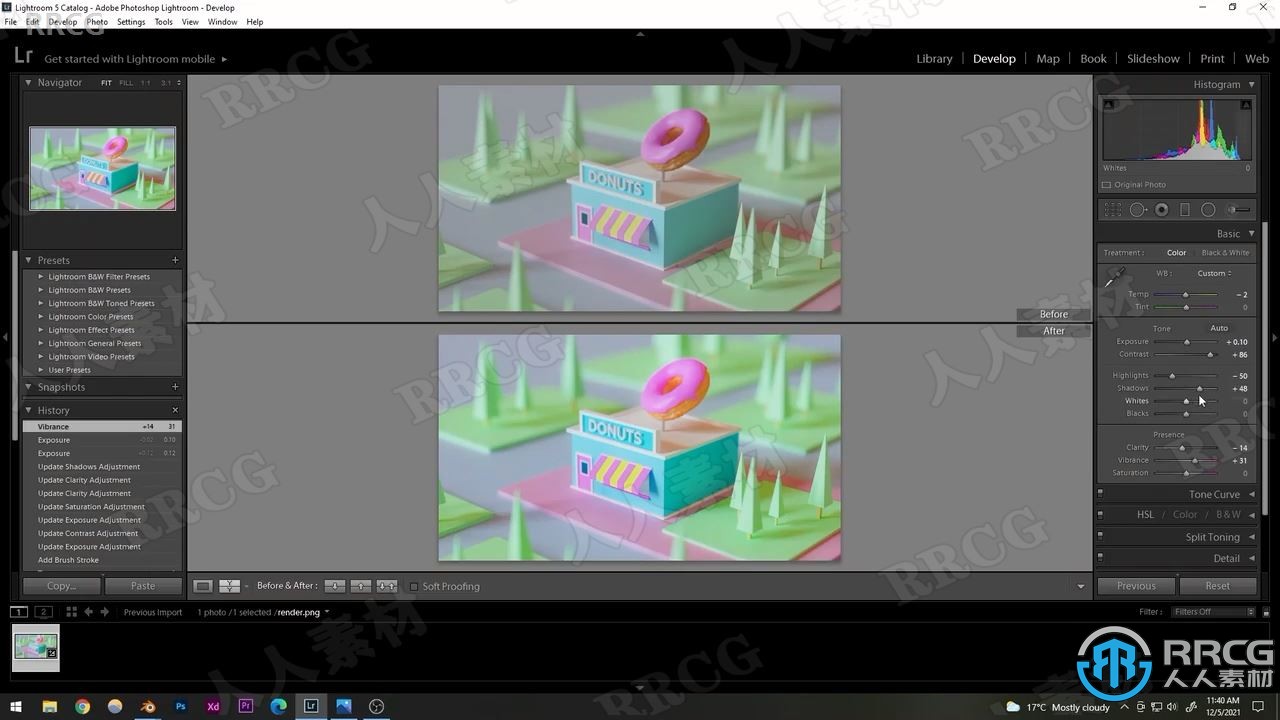 Lightroom 5 Catalog - Adobe Photoshop Lightroom - Develop
File Edit Develop Photo Settings Tools View Window Help
RRCG
Lr Get started with Lightroom mobile
Library | Develop | Map | Book | Slideshow | Print | Web
Navigator FIT FILL 1:1 3:1
Presets +
Lightroom B&W Filter Presets
Lightroom B&W Presets
Lightroom B&W Toned Presets
Lightroom Color Presets
Lightroom Effect Presets
Lightroom General Presets
Lightroom Video Presets
User Presets
Snapshots +
History ×
Vibrance +14 31
Exposure -0.02 0.10
Exposure +0.12 0.12
Update Shadows Adjustment
Update Clarity Adjustment
Update Clarity Adjustment
Update Saturation Adjustment
Update Exposure Adjustment
Update Contrast Adjustment
Update Exposure Adjustment
Add Brush Stroke
Copy... Paste
DONUTS
Before
After
DONUTS
Before & After : Soft Proofing
Histogram
Whites 0
Original Photo
Basic
Treatment : Color Black & White
WB : Custom
Temp - 2
Tint 0
Tone Auto
Exposure + 0.10
Contrast + 86
Highlights - 50
Shadows + 48
Whites 0
Blacks 0
Presence
Clarity - 14
Vibrance + 31
Saturation 0
Tone Curve
HSL / Color / B & W
Split Toning
Detail
Previous Reset
1 2 Previous Import 1 photo / 1 selected / render.png
Filter : Filters Off
RRCG
人人素材
Ps Xd Pr Lr
17°C Mostly cloudy
11:40 AM
12/5/2021